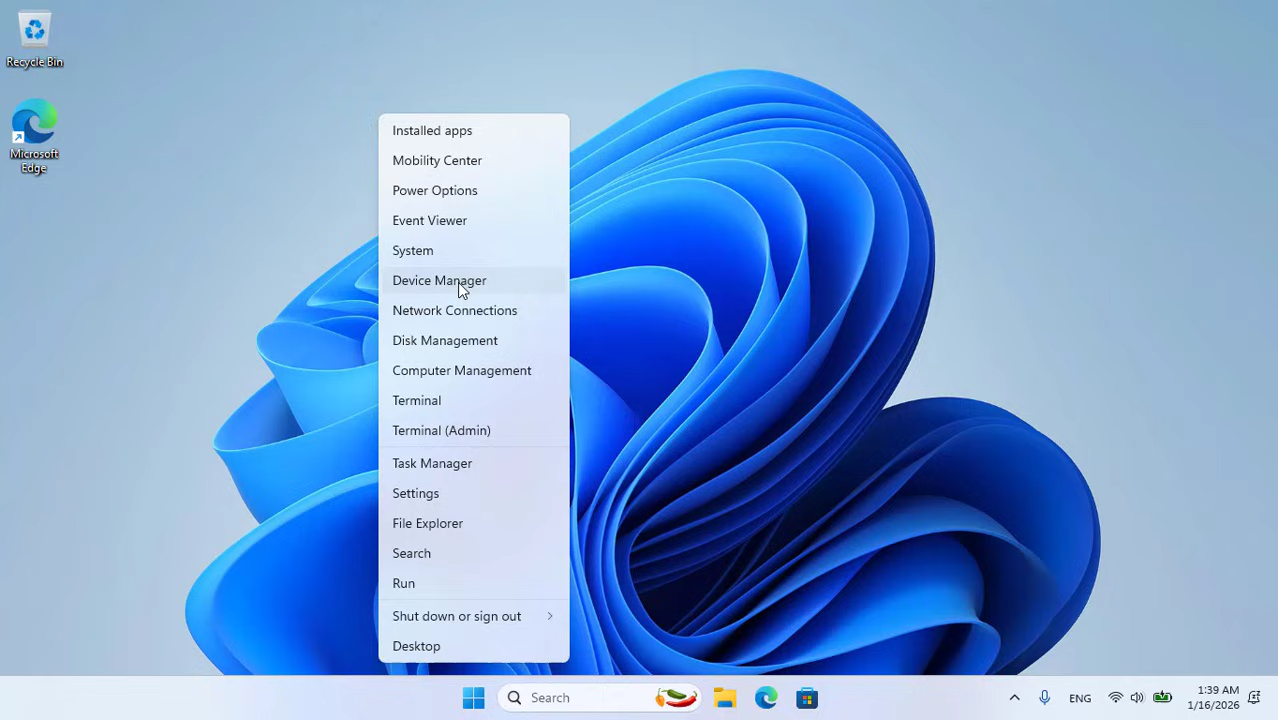 Recycle Bin
Microsoft
Edge
Installed apps
Mobility Center
Power Options
Event Viewer
System
Device Manager
Network Connections
Disk Management
Computer Management
Terminal
Terminal (Admin)
Task Manager
Settings
File Explorer
Search
Run
Shut down or sign out
Desktop
Search
ENG
1:39 AM
1/16/2026